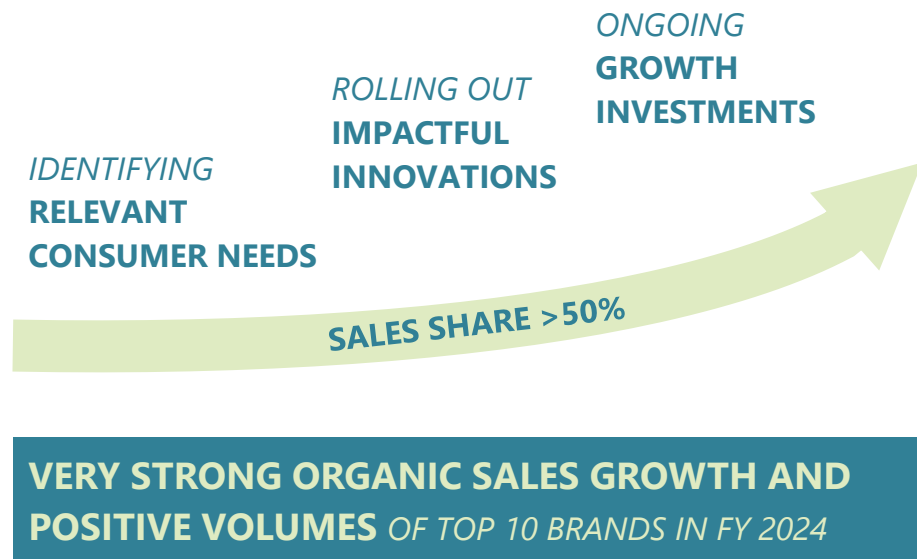 IDENTIFYING
RELEVANT
CONSUMER NEEDS
ROLLING OUT
IMPACTFUL
INNOVATIONS
ONGOING
GROWTH
INVESTMENTS
SALES SHARE >50%
VERY STRONG ORGANIC SALES GROWTH AND
POSITIVE VOLUMES OF TOP 10 BRANDS IN FY 2024